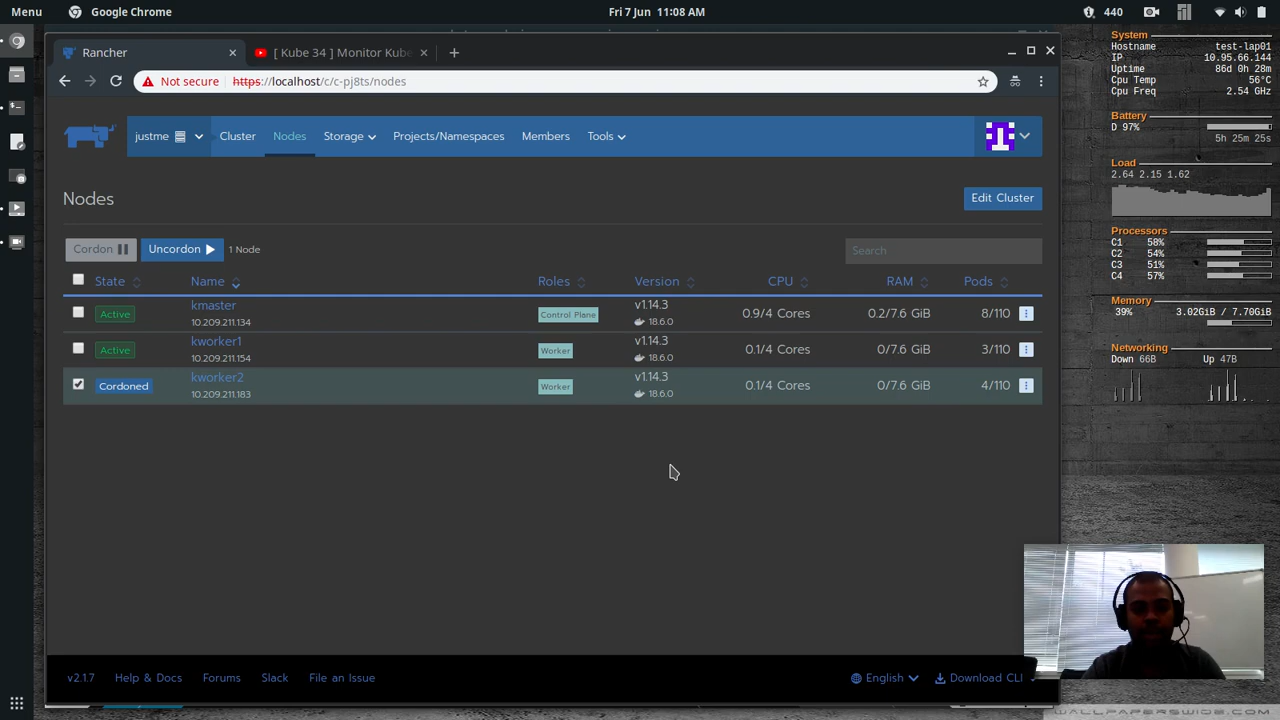 Menu
Google Chrome
Fri 7 Jun 11:08 AM
440
Rancher
[ Kube 34 ] Monitor Kube
Not secure
https://localhost/c/c-pj8ts/nodes
justme
Cluster
Nodes
Storage
Projects/Namespaces
Members
Tools
Nodes
Edit Cluster
Cordon
Uncordon
1 Node
Search
State
Name
Roles
Version
CPU
RAM
Pods
Active
kmaster
10.209.211.134
Control Plane
v1.14.3
18.6.0
0.9/4 Cores
0.2/7.6 GiB
8/110
Active
kworker1
10.209.211.154
Worker
v1.14.3
18.6.0
0.1/4 Cores
0/7.6 GiB
3/110
Cordoned
kworker2
10.209.211.183
Worker
v1.14.3
18.6.0
0.1/4 Cores
0/7.6 GiB
4/110
v2.1.7
Help & Docs
Forums
Slack
English
Download CLI
System
Hostname test-lap01
IP 10.95.66.144
Uptime 86d 0h 28m
Cpu Temp 56°C
Cpu Freq 2.54 GHz
Battery
D 97%
5h 25m 25s
Load
2.64 2.15 1.62
Processors
C1 58%
C2 54%
C3 51%
C4 57%
Memory
39% 3.02GiB / 7.70GiB
Networking
Down 66B Up 47B
WALLPAPERSWIDE.COM